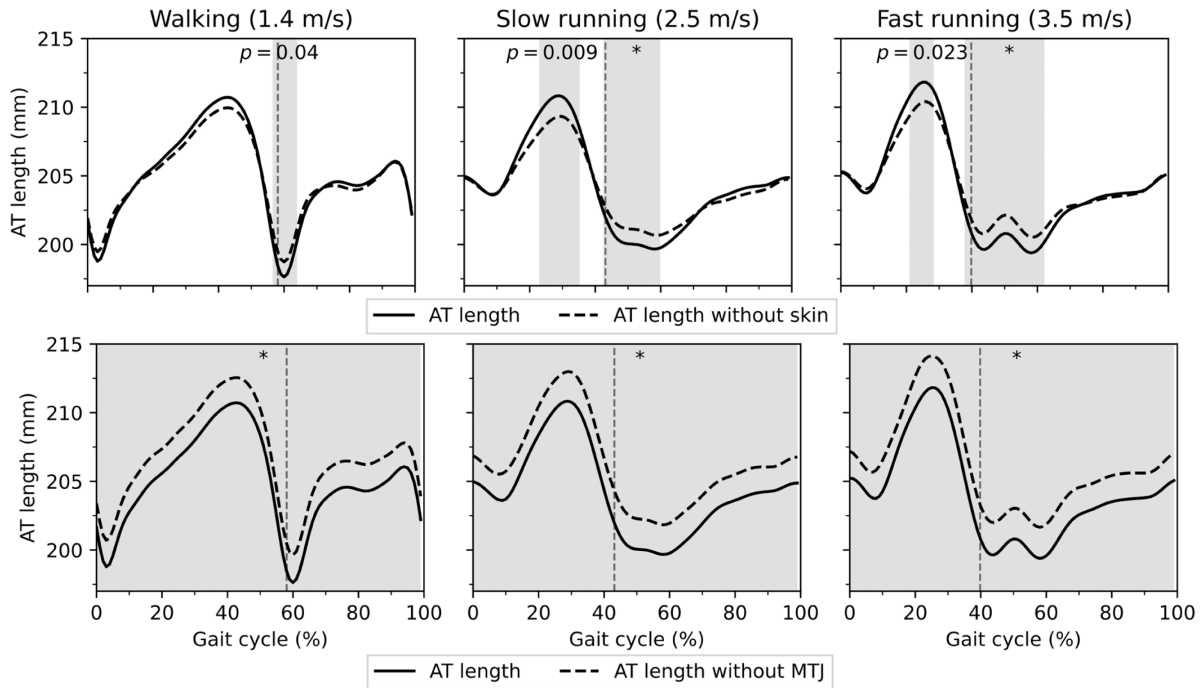 Walking (1.4 m/s) Slow running (2.5 m/s) Fast running (3.5 m/s)
215 p = 0.04 p = 0.009 * p = 0.023 *
210
205
200
AT length (mm)
AT length AT length without skin
215 * * *
210
205
200
AT length (mm)
0 20 40 60 80 100 0 20 40 60 80 100 0 20 40 60 80 100
Gait cycle (%) Gait cycle (%) Gait cycle (%)
AT length AT length without MTJ